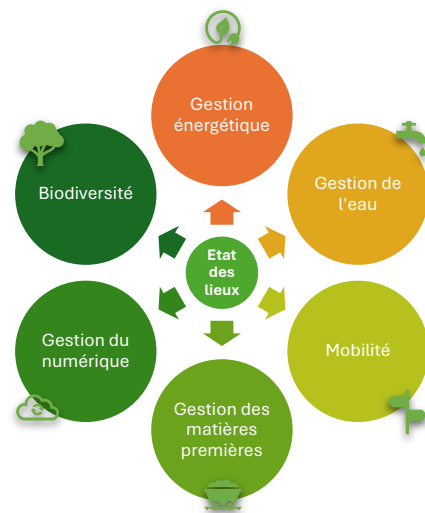 Gestion
énergétique
Biodiversité
Gestion de
l'eau
Etat
des
lieux
Gestion du
numérique
Mobilité
Gestion des
matières
premières